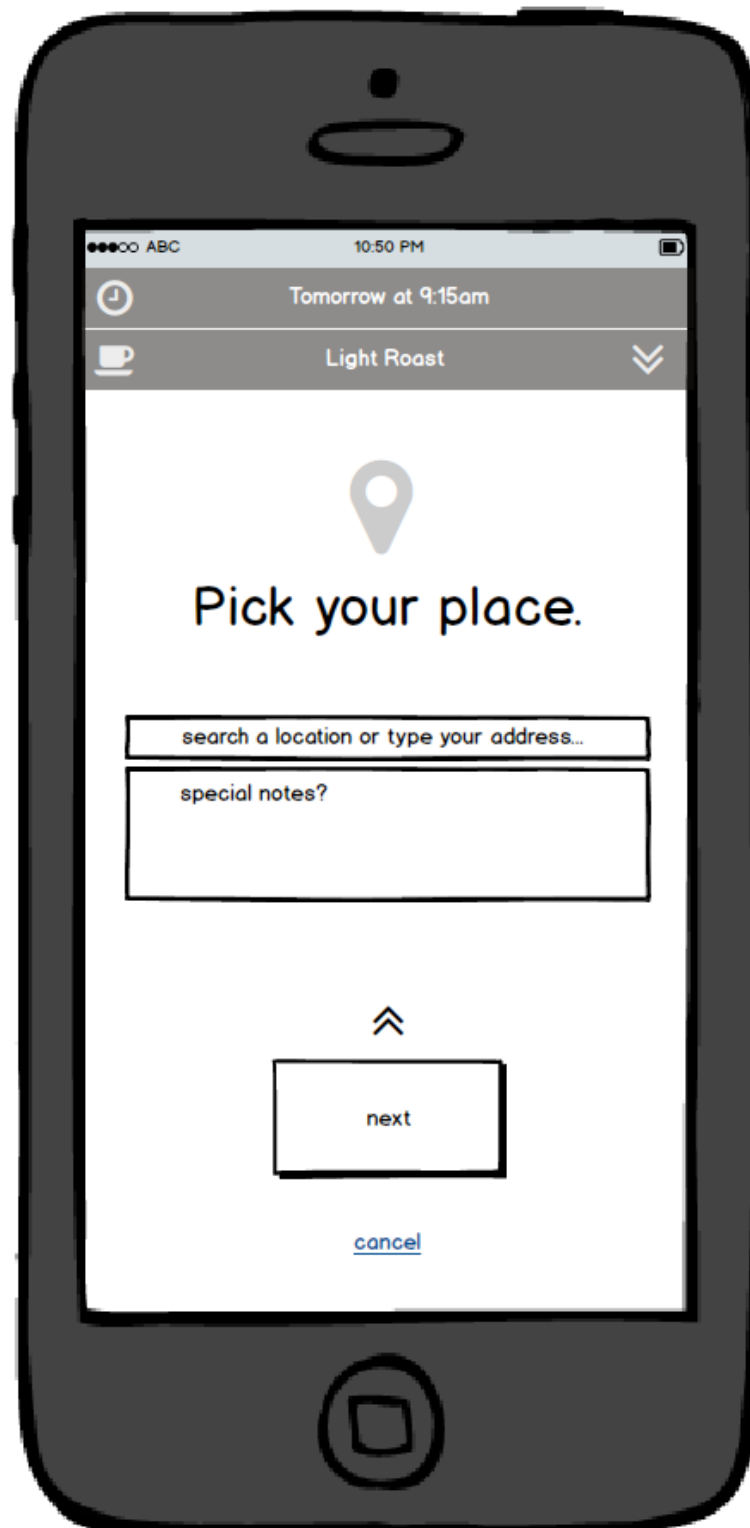 ABC
10:50 PM
Tomorrow at 9:15am
Light Roast
Pick your place.
search a location or type your address...
special notes?
next
cancel